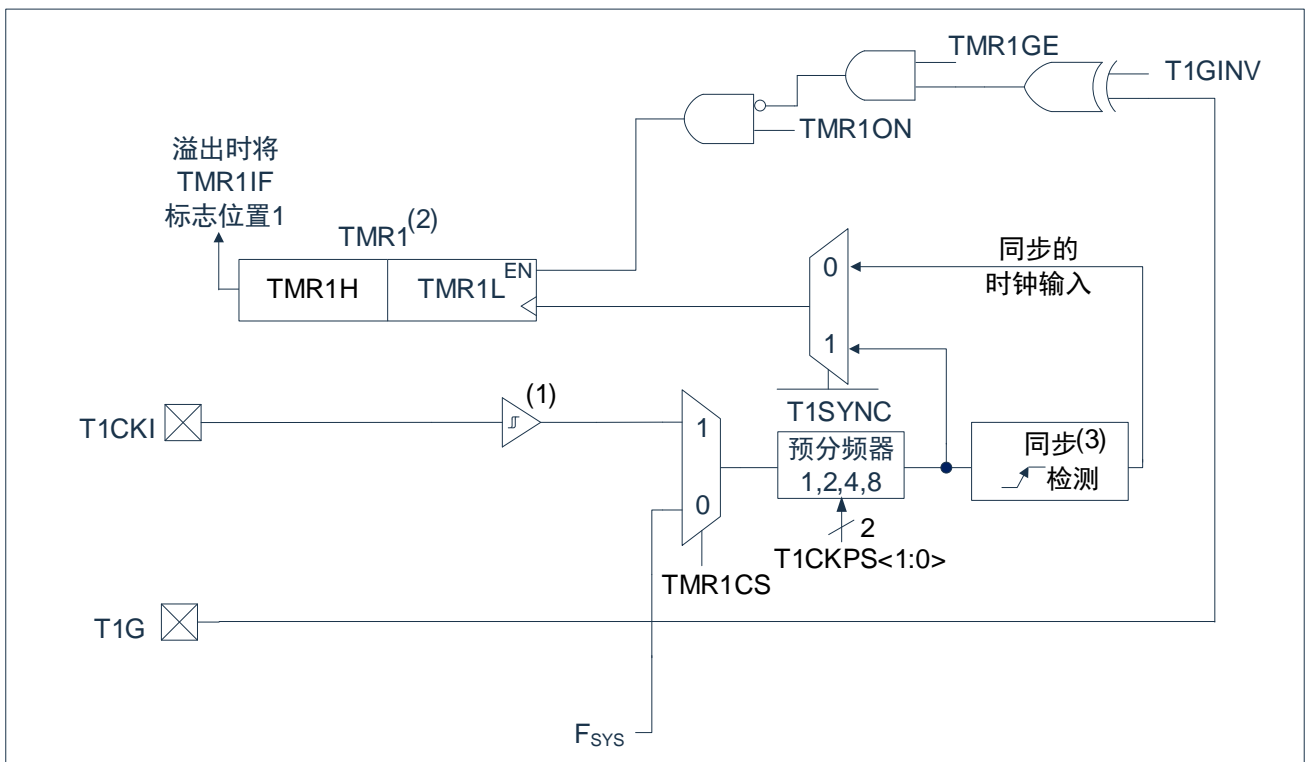 TMR1GE
T1GINV
TMR1ON
溢出时将
TMR1IF
标志位置1
TMR1(2)
EN
TMR1H
TMR1L
0
1
同步的
时钟输入
T1SYNC
T1CKI
(1)
1
0
预分频器
1,2,4,8
同步(3)
检测
2
T1CKPS<1:0>
TMR1CS
T1G
FSYS